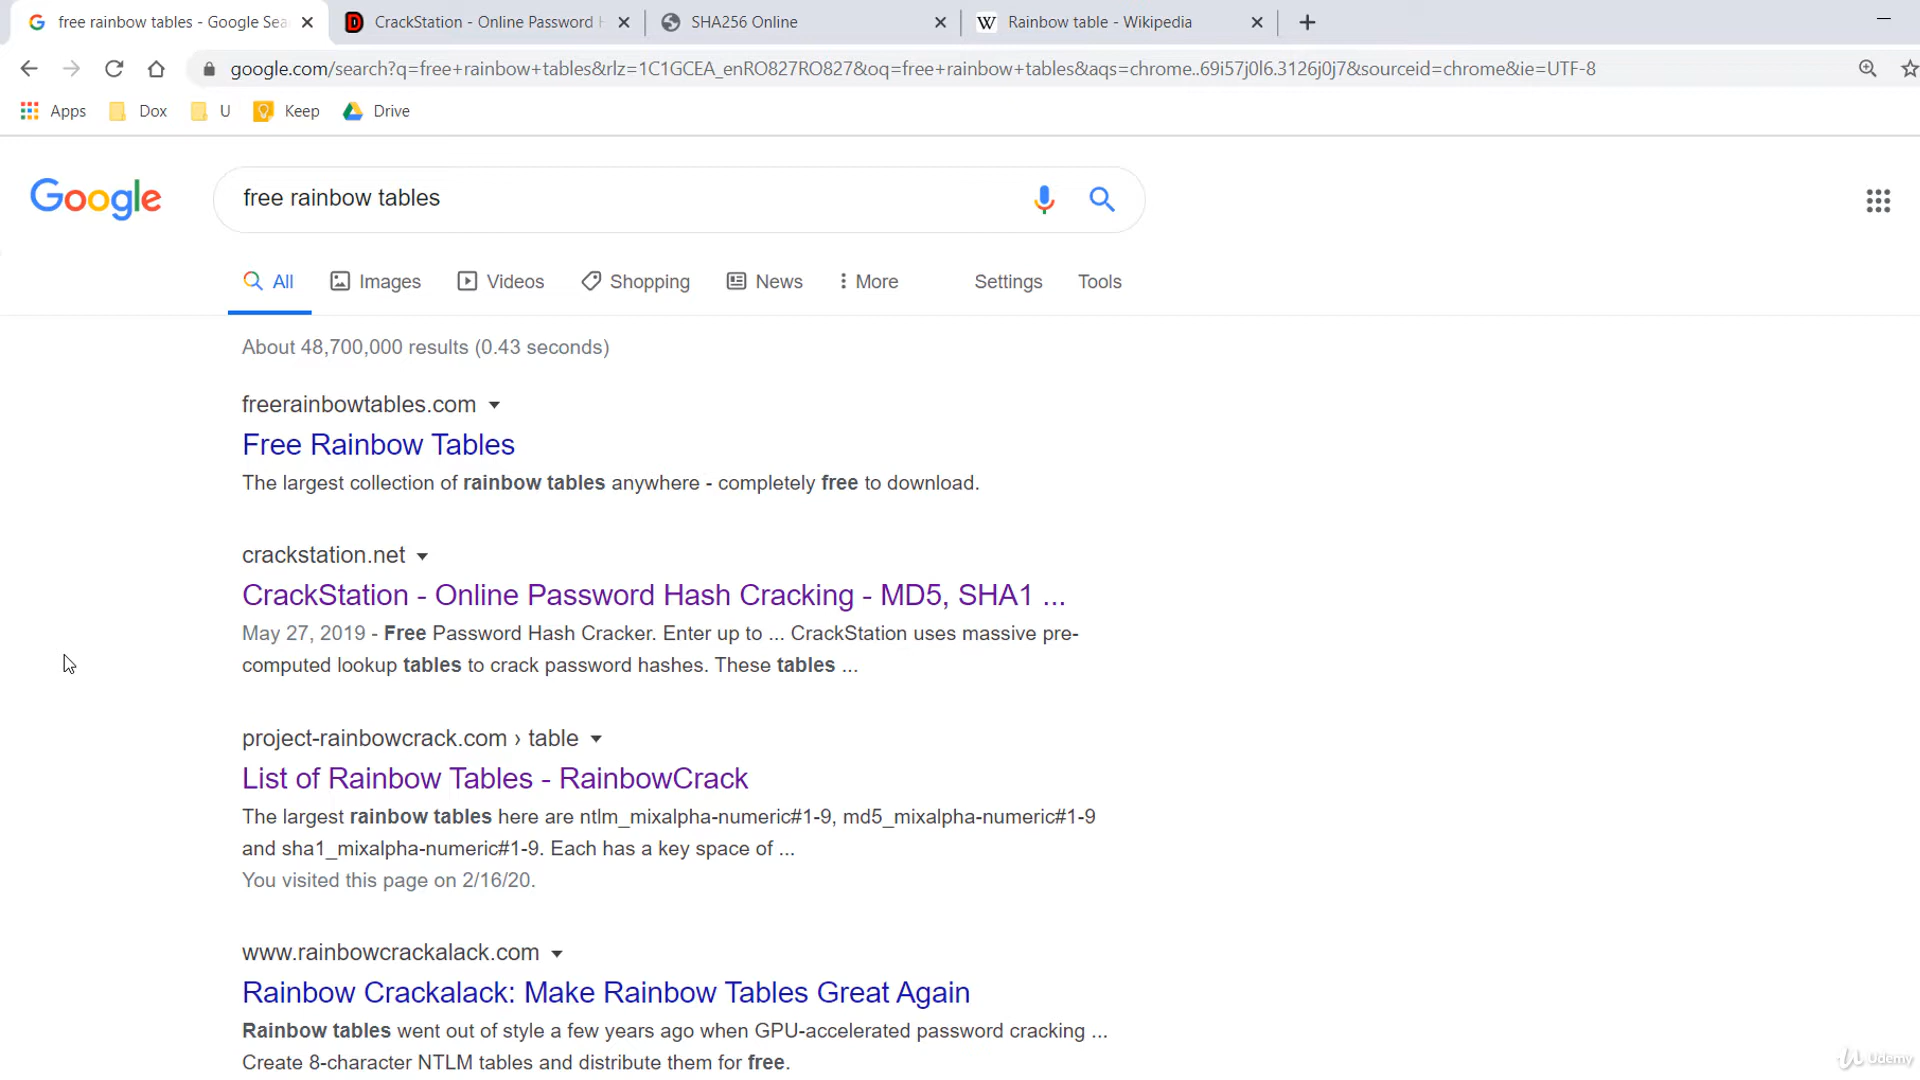 free rainbow tables - Google Sea
CrackStation - Online Password H
SHA256 Online
Rainbow table - Wikipedia
google.com/search?q=free+rainbow+tables&rlz=1C1GCEA_enRO827RO827&oq=free+rainbow+tables&aqs=chrome..69i57j0l6.3126j0j7&sourceid=chrome&ie=UTF-8
Apps Dox U Keep Drive
Google
free rainbow tables
All Images Videos Shopping News More Settings Tools
About 48,700,000 results (0.43 seconds)
freerainbowtables.com
Free Rainbow Tables
The largest collection of rainbow tables anywhere - completely free to download.
crackstation.net
CrackStation - Online Password Hash Cracking - MD5, SHA1 ...
May 27, 2019 - Free Password Hash Cracker. Enter up to ... CrackStation uses massive pre-
computed lookup tables to crack password hashes. These tables ...
project-rainbowcrack.com › table
List of Rainbow Tables - RainbowCrack
The largest rainbow tables here are ntlm_mixalpha-numeric#1-9, md5_mixalpha-numeric#1-9
and sha1_mixalpha-numeric#1-9. Each has a key space of ...
You visited this page on 2/16/20.
www.rainbowcrackalack.com
Rainbow Crackalack: Make Rainbow Tables Great Again
Rainbow tables went out of style a few years ago when GPU-accelerated password cracking ...
Create 8-character NTLM tables and distribute them for free.
Udemy